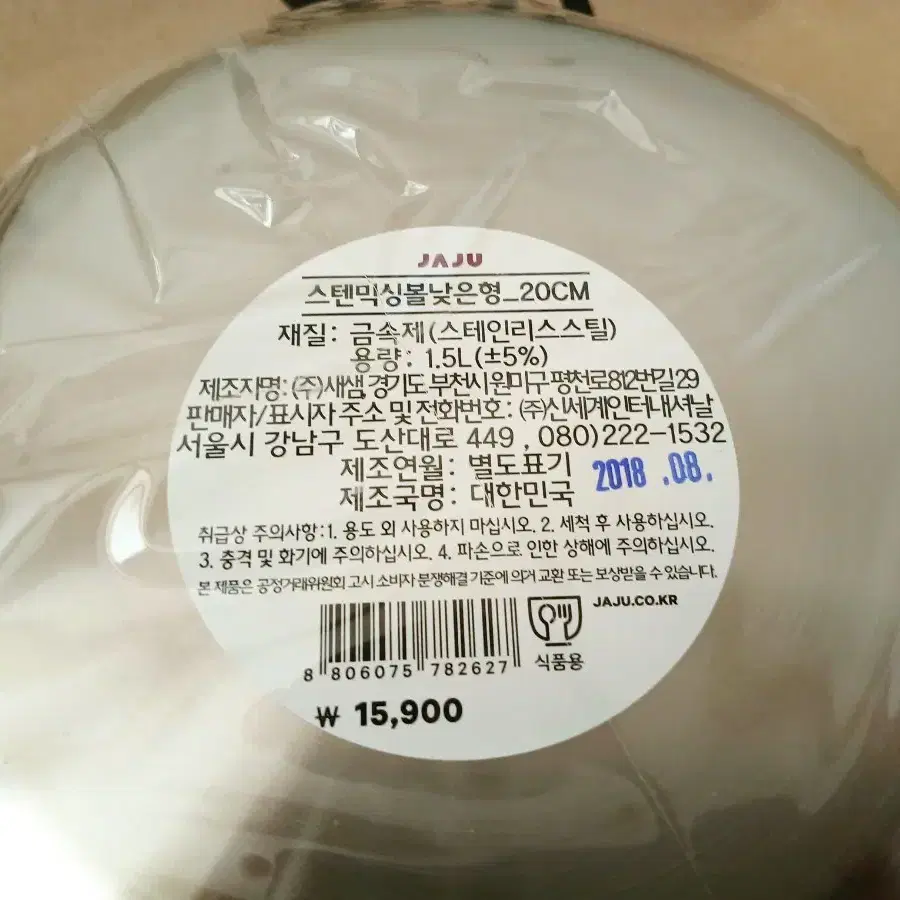 JAJU
스텐믹싱볼낮은형_20CM
재질: 금속제(스테인리스스틸)
용량: 1.5L(±5%)
제조자명: (주)새샘, 경기도 부천시 원미구 평천로812번길 29
판매자/표시자 주소 및 전화번호: (주)신세계인터내셔날
서울시 강남구 도산대로 449 , 080)222-1532
제조연월: 별도표기 2018 .08.
제조국명: 대한민국
취급상 주의사항:1. 용도 외 사용하지 마십시오. 2. 세척 후 사용하십시오.
3. 충격 및 화기에 주의하십시오. 4. 파손으로 인한 상해에 주의하십시오.
본 제품은 공정거래위원회 고시 소비자 분쟁해결 기준에 의거 교환 또는 보상받을 수 있습니다.
JAJU.CO.KR
8 806075 782627
식품용
₩ 15,900